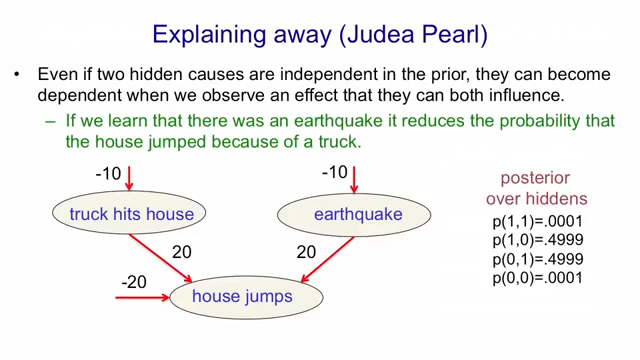 Explaining away (Judea Pearl)
• Even if two hidden causes are independent in the prior, they can become
dependent when we observe an effect that they can both influence.
– If we learn that there was an earthquake it reduces the probability that
the house jumped because of a truck.
-10
-10
posterior
over hiddens
truck hits house
earthquake
p(1,1)=.0001
p(1,0)=.4999
p(0,1)=.4999
p(0,0)=.0001
20
20
-20
house jumps